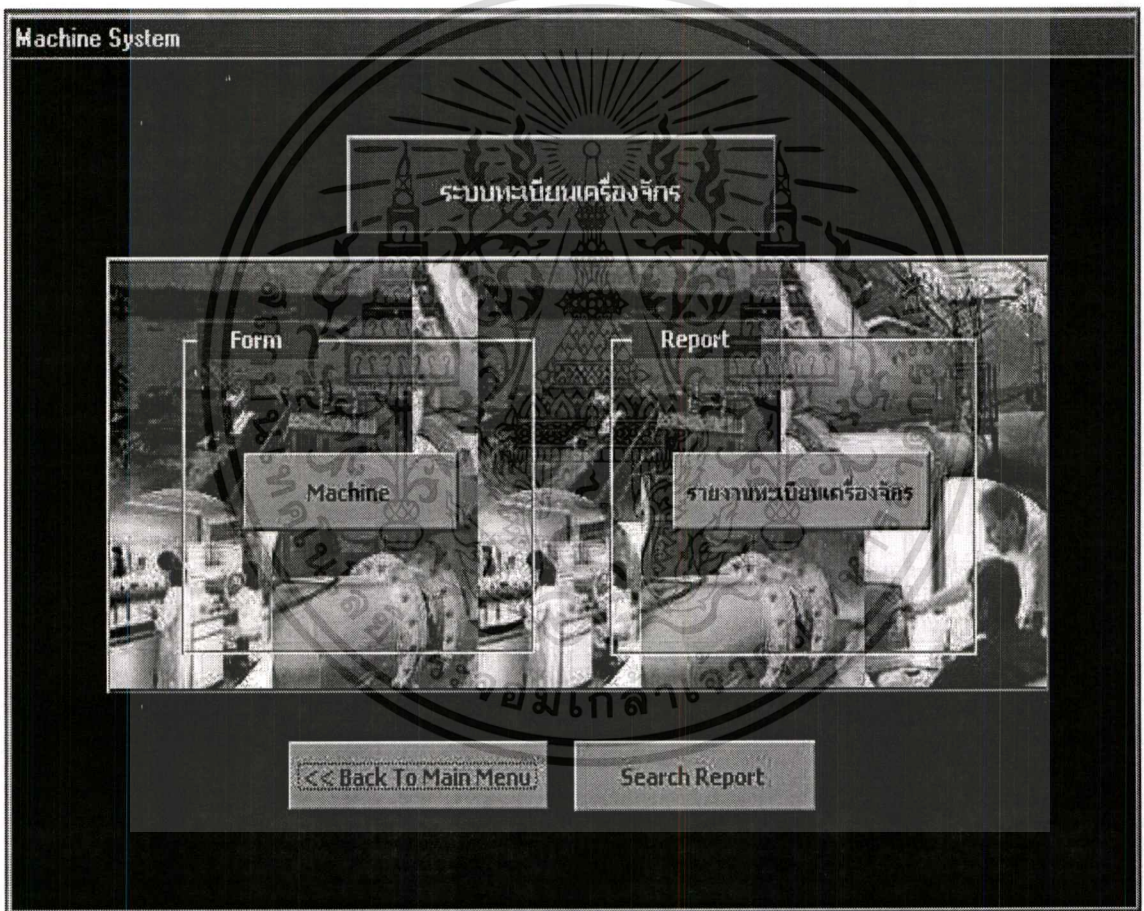 Machine System
ระบบทะเบียนเครื่องจักร
Form
Report
Machine
รายงานทะเบียนเครื่องจักร
<< Back To Main Menu
Search Report